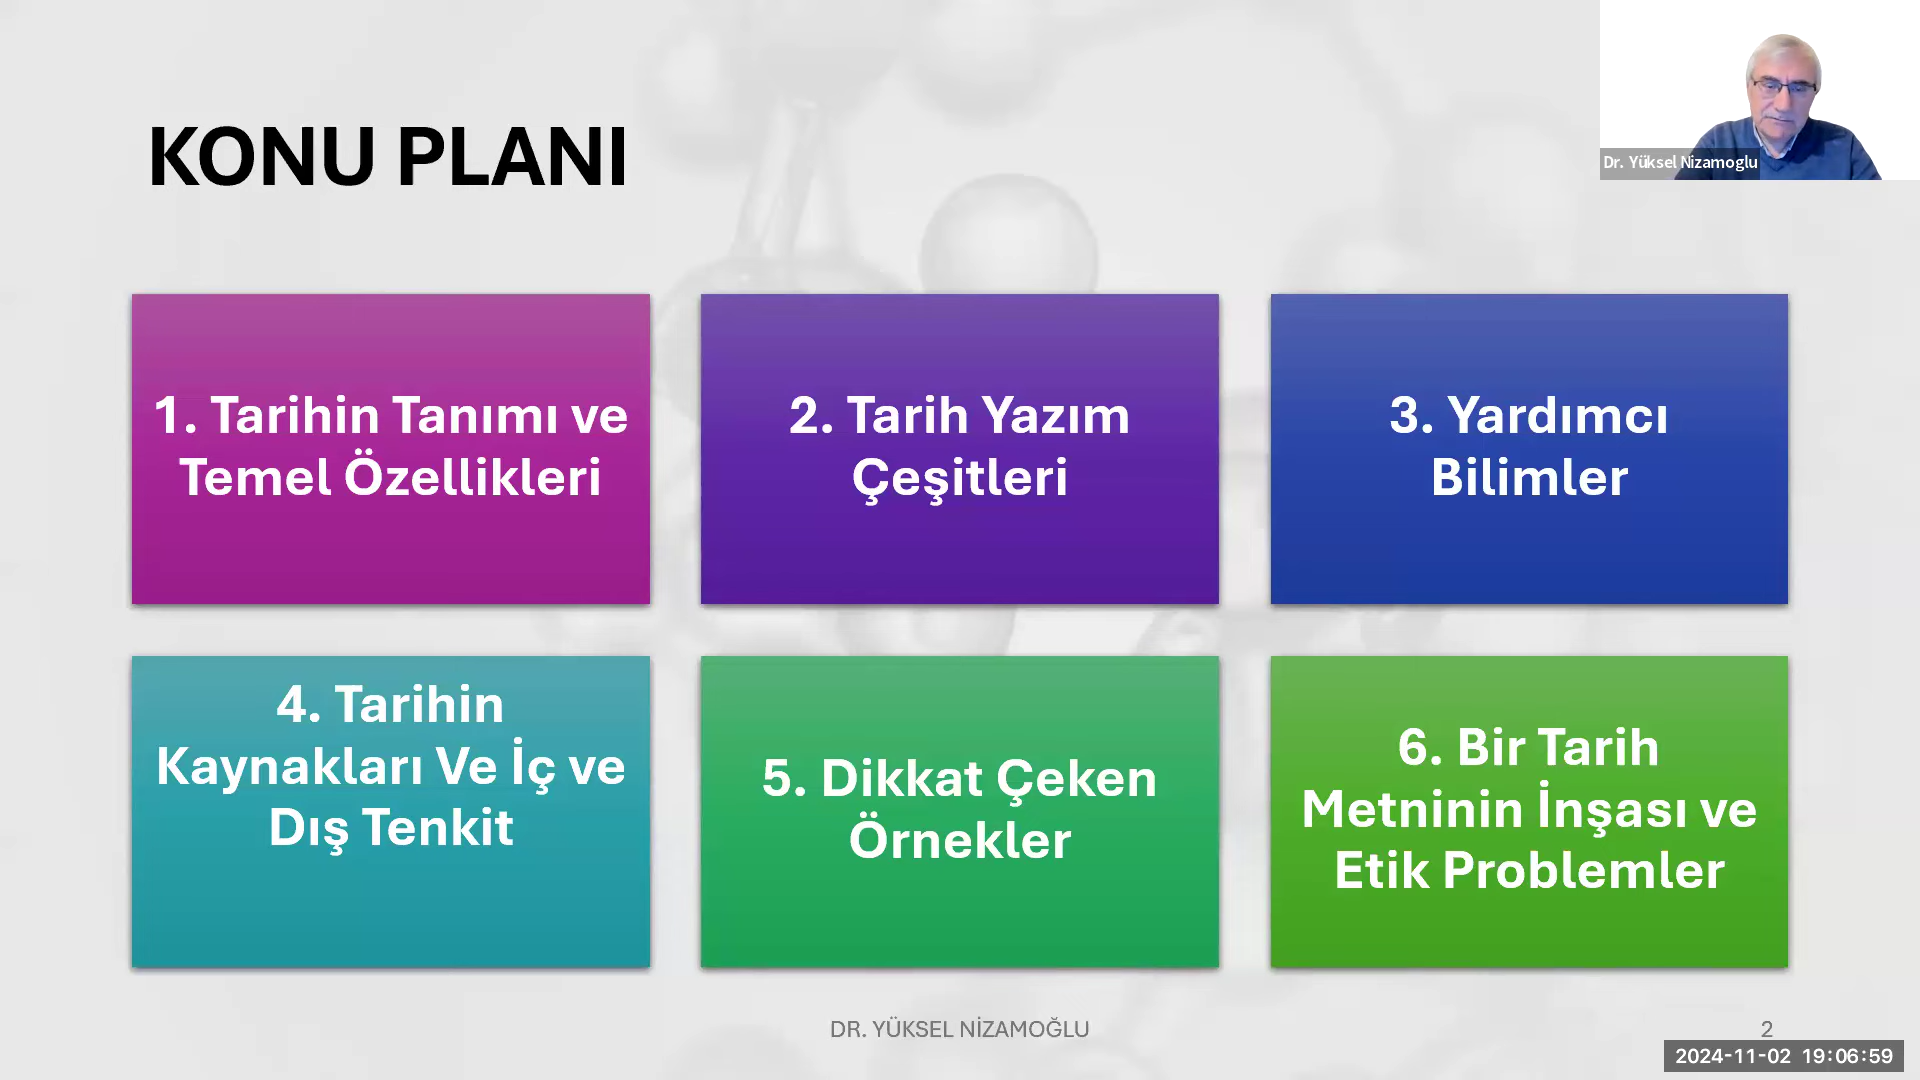 KONU PLANI
Dr. Yüksel Nizamoglu
1. Tarihin Tanımı ve
Temel Özellikleri
2. Tarih Yazım
Çeşitleri
3. Yardımcı
Bilimler
4. Tarihin
Kaynakları Ve İç ve
Dış Tenkit
5. Dikkat Çeken
Örnekler
6. Bir Tarih
Metninin İnşası ve
Etik Problemler
DR. YÜKSEL NİZAMOĞLU
2
2024-11-02 19:06:59